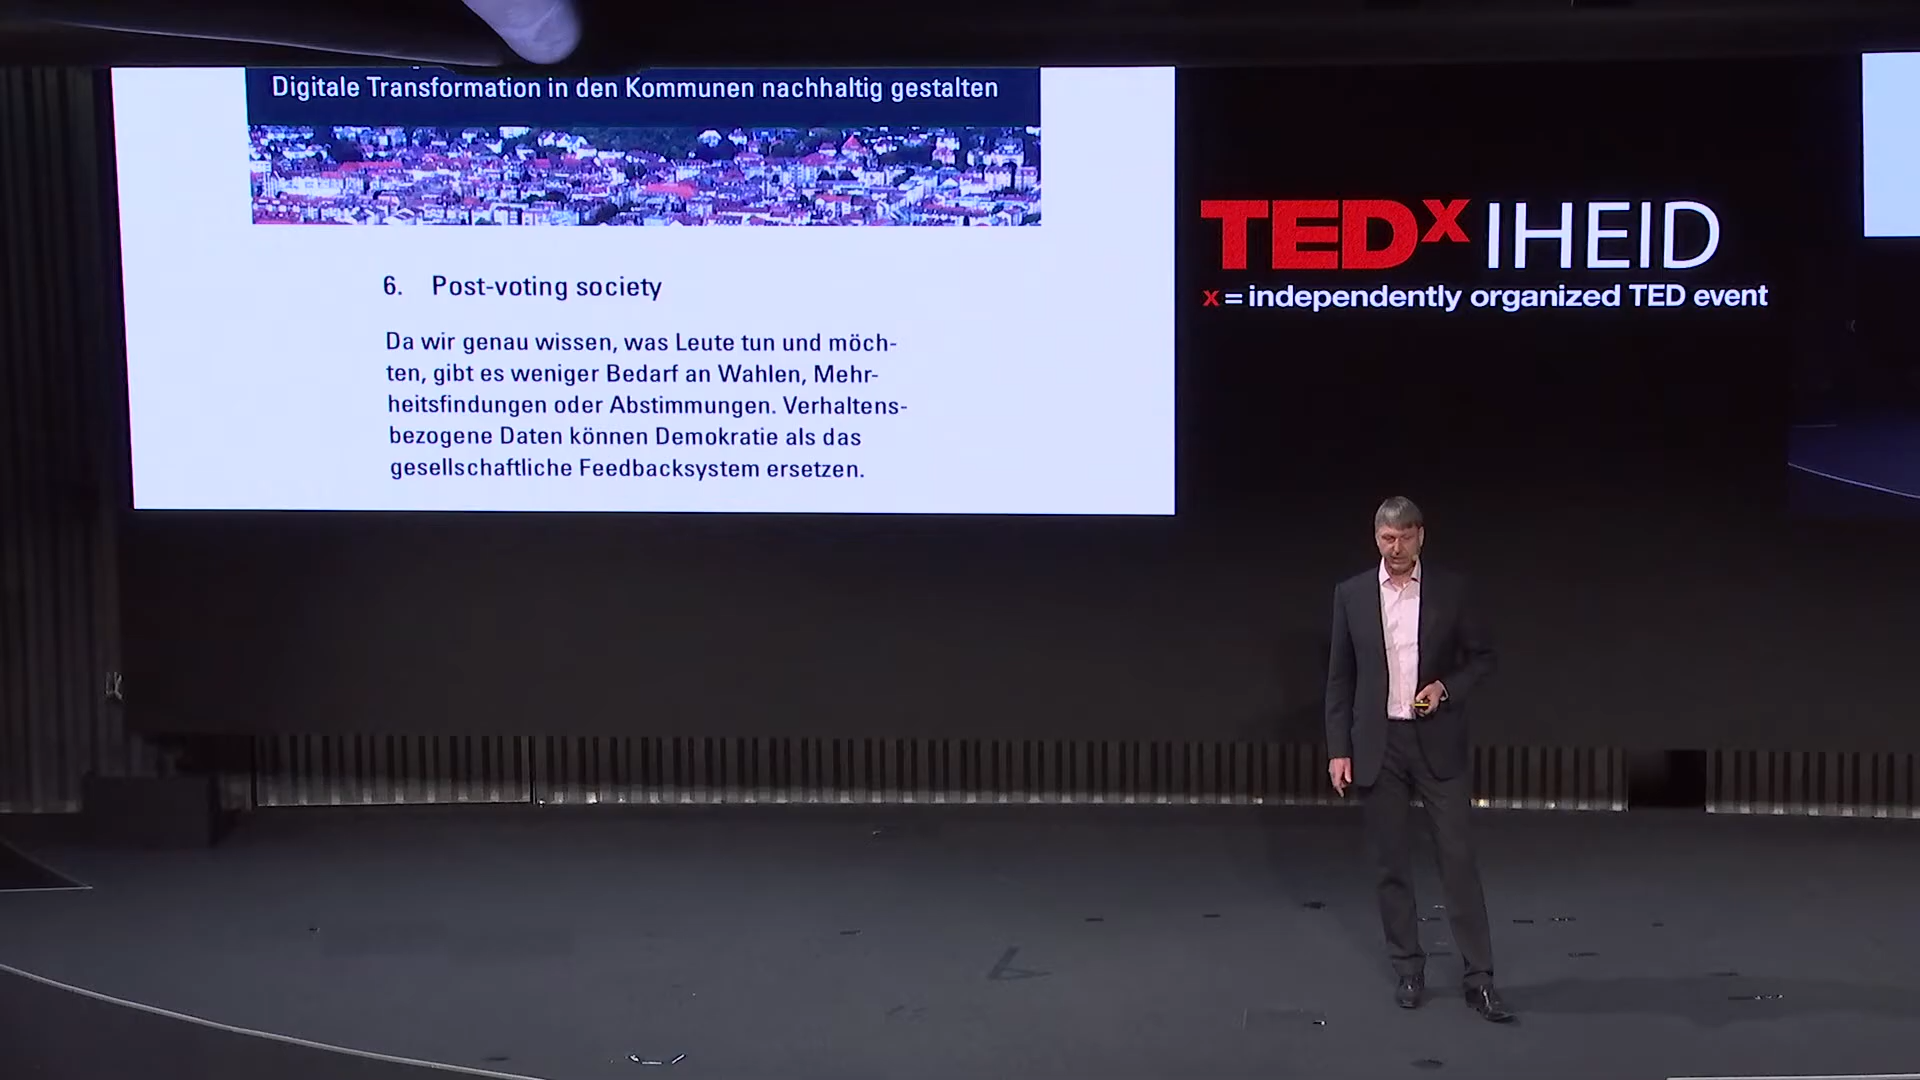 Digitale Transformation in den Kommunen nachhaltig gestalten
6. Post-voting society
Da wir genau wissen, was Leute tun und möch-
ten, gibt es weniger Bedarf an Wahlen, Mehr-
heitsfindungen oder Abstimmungen. Verhaltens-
bezogene Daten können Demokratie als das
gesellschaftliche Feedbacksystem ersetzen.
TEDx IHEID
x = independently organized TED event